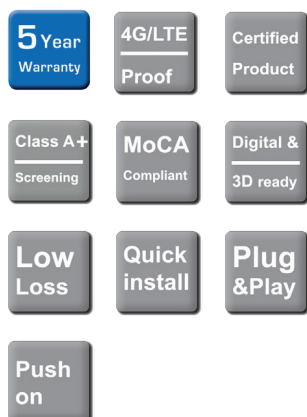 5 Year
Warranty
4G/LTE
Proof
Certified
Product
Class A+
Screening
MoCA
Compliant
Digital &
3D ready
Low
Loss
Quick
install
Plug
&Play
Push
on